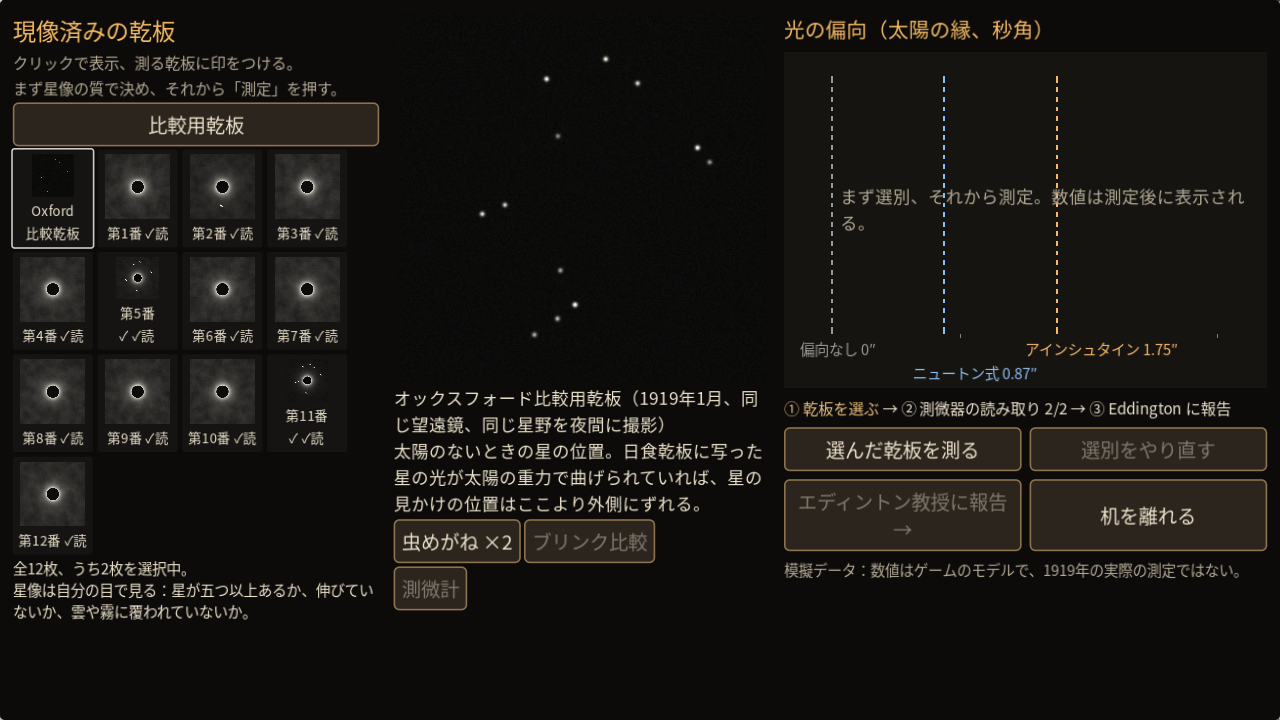 現像済みの乾板
クリックで表示、測る乾板に印をつける。
まず星像の質で決め、それから「測定」を押す。
比較用乾板
Oxford
比較乾板
第1番 ✓読
第2番 ✓読
第3番 ✓読
第4番 ✓読
第5番
✓ ✓読
第6番 ✓読
第7番 ✓読
第8番 ✓読
第9番 ✓読
第10番 ✓読
第11番
✓ ✓読
第12番 ✓読
全12枚、うち2枚を選択中。
星像は自分の目で見る：星が五つ以上あるか、伸びてい
ないか、雲や霧に覆われていないか。
オックスフォード比較用乾板（1919年1月、同
じ望遠鏡、同じ星野を夜間に撮影）
太陽のないときの星の位置。日食乾板に写った
星の光が太陽の重力で曲げられていれば、星の
見かけの位置はここより外側にずれる。
虫めがね ×2
ブリンク比較
測微計
光の偏向（太陽の縁、秒角）
まず選別、それから測定。数値は測定後に表示され
る。
偏向なし 0″
アインシュタイン 1.75″
ニュートン式 0.87″
① 乾板を選ぶ → ② 測微器の読み取り 2/2 → ③ Eddington に報告
選んだ乾板を測る
選別をやり直す
エディントン教授に報告
→
机を離れる
模擬データ：数値はゲームのモデルで、1919年の実際の測定ではない。